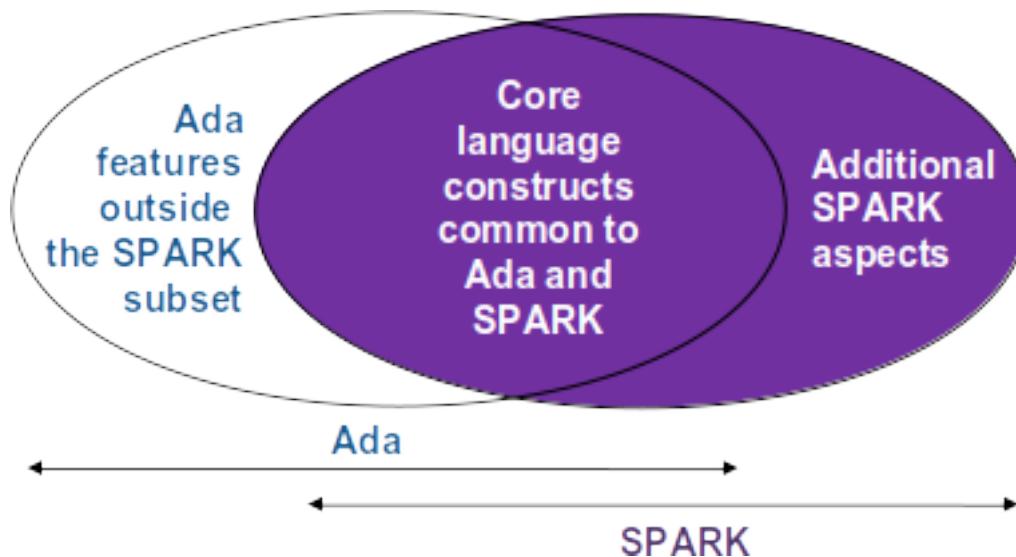 Ada
features
outside
the SPARK
subset
Core
language
constructs
common to
Ada and
SPARK
Additional
SPARK
aspects
Ada
SPARK